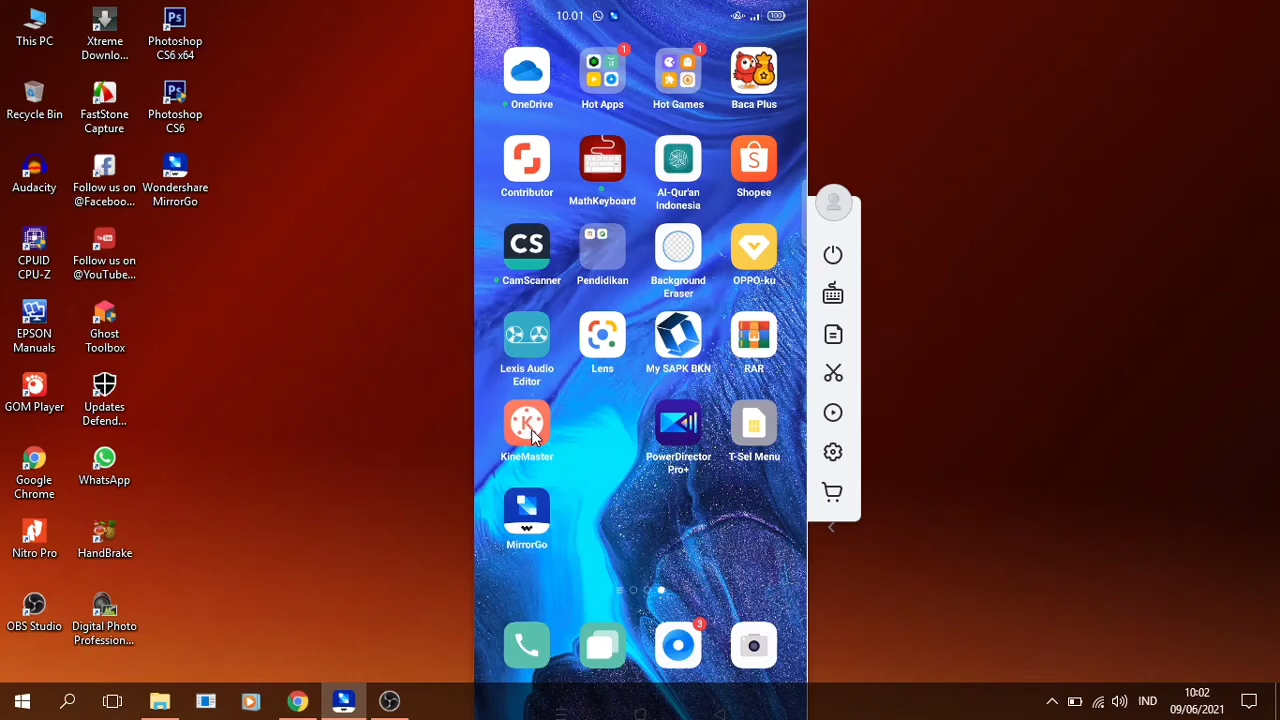 This PC
Xtreme
Downlo...
Photoshop
CS6 x64
Recycle Bin
FastStone
Capture
Photoshop
CS6
Audacity
Follow us on
@Faceboo...
Wondershare
MirrorGo
CPUID
CPU-Z
Follow us on
@YouTube...
EPSON
Manuals
Ghost
Toolbox
GOM Player
Updates
Defend...
Google
Chrome
WhatsApp
Nitro Pro
HandBrake
OBS Studio
Digital Photo
Profession...
10.01
100
1
1
OneDrive
Hot Apps
Hot Games
Baca Plus
S
Contributor
MathKeyboard
Al-Qur'an
Indonesia
Shopee
CS
CamScanner
Pendidikan
Background
Eraser
OPPO-ku
Lexis Audio
Editor
Lens
My SAPK BKN
RAR
K
KineMaster
PowerDirector
Pro+
T-Sel Menu
MirrorGo
3
IND
10:02
09/06/2021